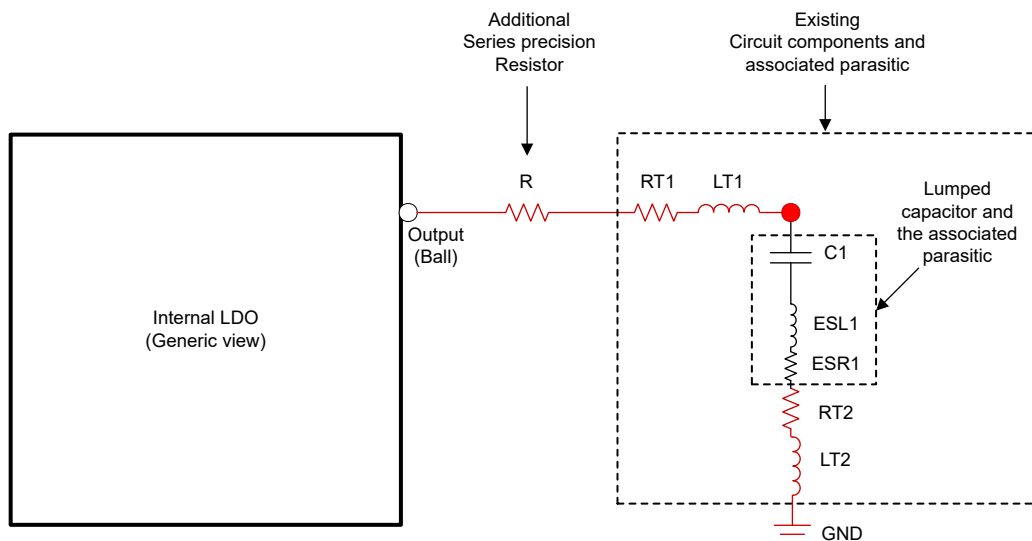 Additional
Series precision
Resistor
Existing
Circuit components and
associated parasitic
R
RT1
LT1
Lumped
capacitor and
the associated
parasitic
Output
(Ball)
C1
Internal LDO
(Generic view)
ESL1
ESR1
RT2
LT2
GND